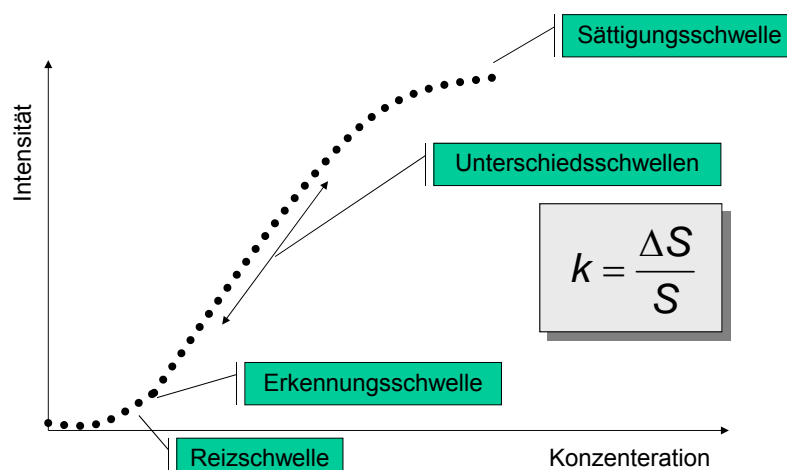 Sättigungsschwelle
Intensität
Unterschiedsschwellen
k = ΔS / S
Erkennungsschwelle
Reizschwelle
Konzenteration